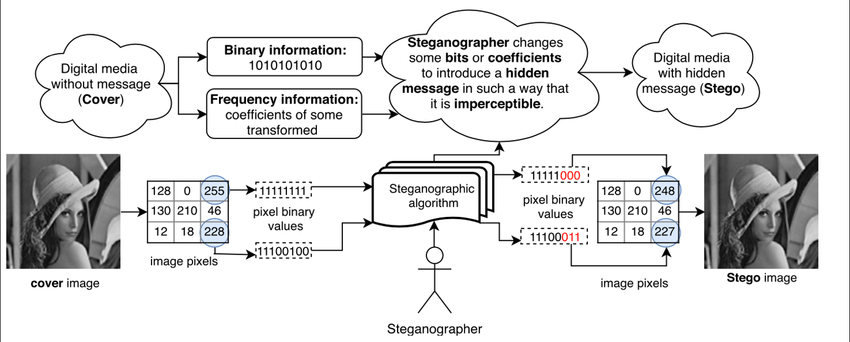 Digital media
without message
(Cover)
Binary information:
1010101010
Frequency information:
coefficients of some
transformed
Steganographer changes
some bits or coefficients
to introduce a hidden
message in such a way that
it is imperceptible.
Digital media
with hidden
message (Stego)
128 0 255
130 210 46
12 18 228
image pixels
cover image
11111111
pixel binary
values
11100100
Steganographic
algorithm
Steganographer
11111000
pixel binary
values
11100011
128 0 248
130 210 46
12 18 227
image pixels
Stego image